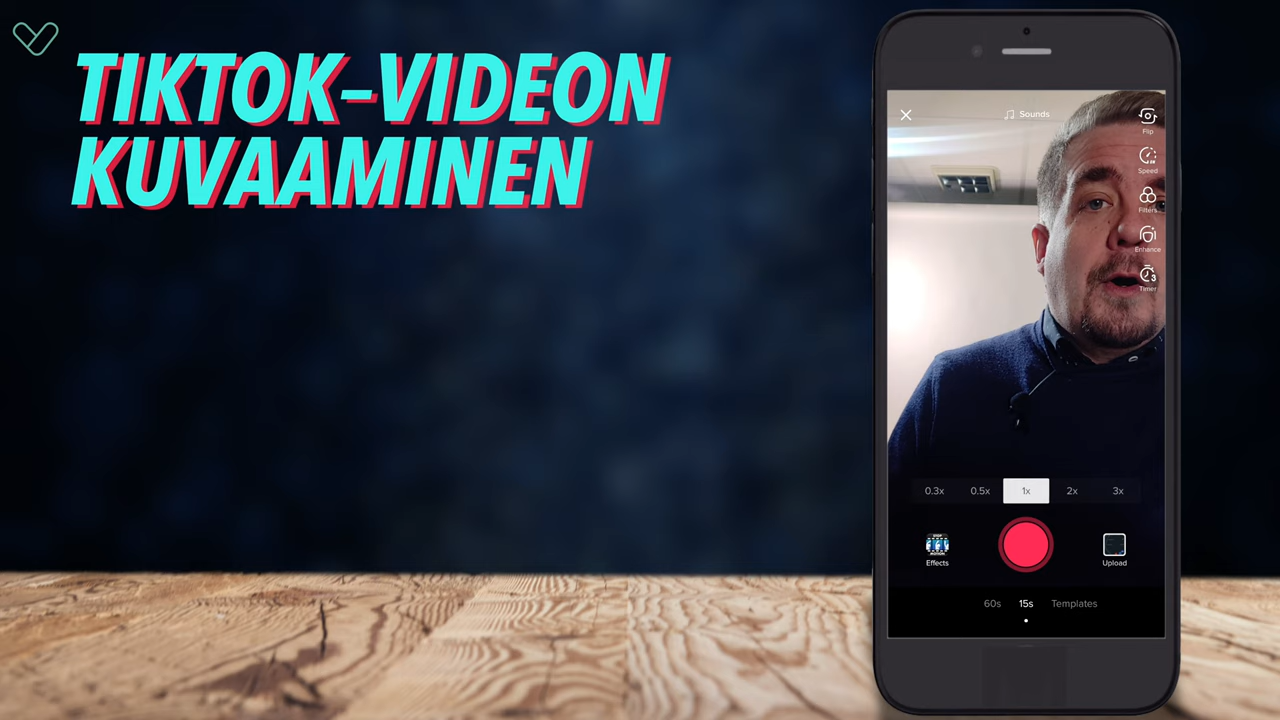 TIKTOK-VIDEON
KUVAAMINEN
Sounds
Flip
Speed
Filters
Enhance
Timer
0.3x 0.5x 1x 2x 3x
Effects
Upload
60s 15s Templates